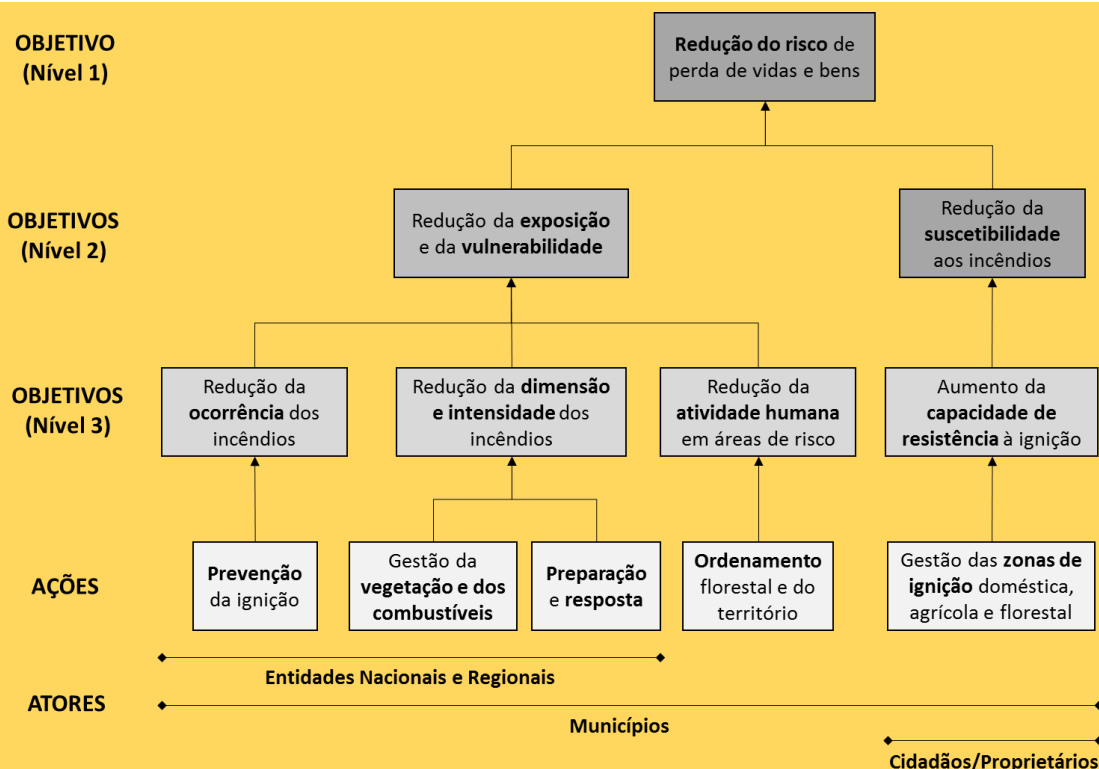 OBJETIVO
(Nível 1)
Redução do risco de
perda de vidas e bens
OBJETIVOS
(Nível 2)
Redução da exposição
e da vulnerabilidade
Redução da
suscetibilidade
aos incêndios
OBJETIVOS
(Nível 3)
Redução da
ocorrência dos
incêndios
Redução da dimensão
e intensidade dos
incêndios
Redução da
atividade humana
em áreas de risco
Aumento da
capacidade de
resistência à ignição
AÇÕES
Prevenção
da ignição
Gestão da
vegetação e dos
combustíveis
Preparação
e resposta
Ordenamento
florestal e do
território
Gestão das zonas de
ignição doméstica,
agrícola e florestal
ATORES
Entidades Nacionais e Regionais
Municípios
Cidadãos/Proprietários